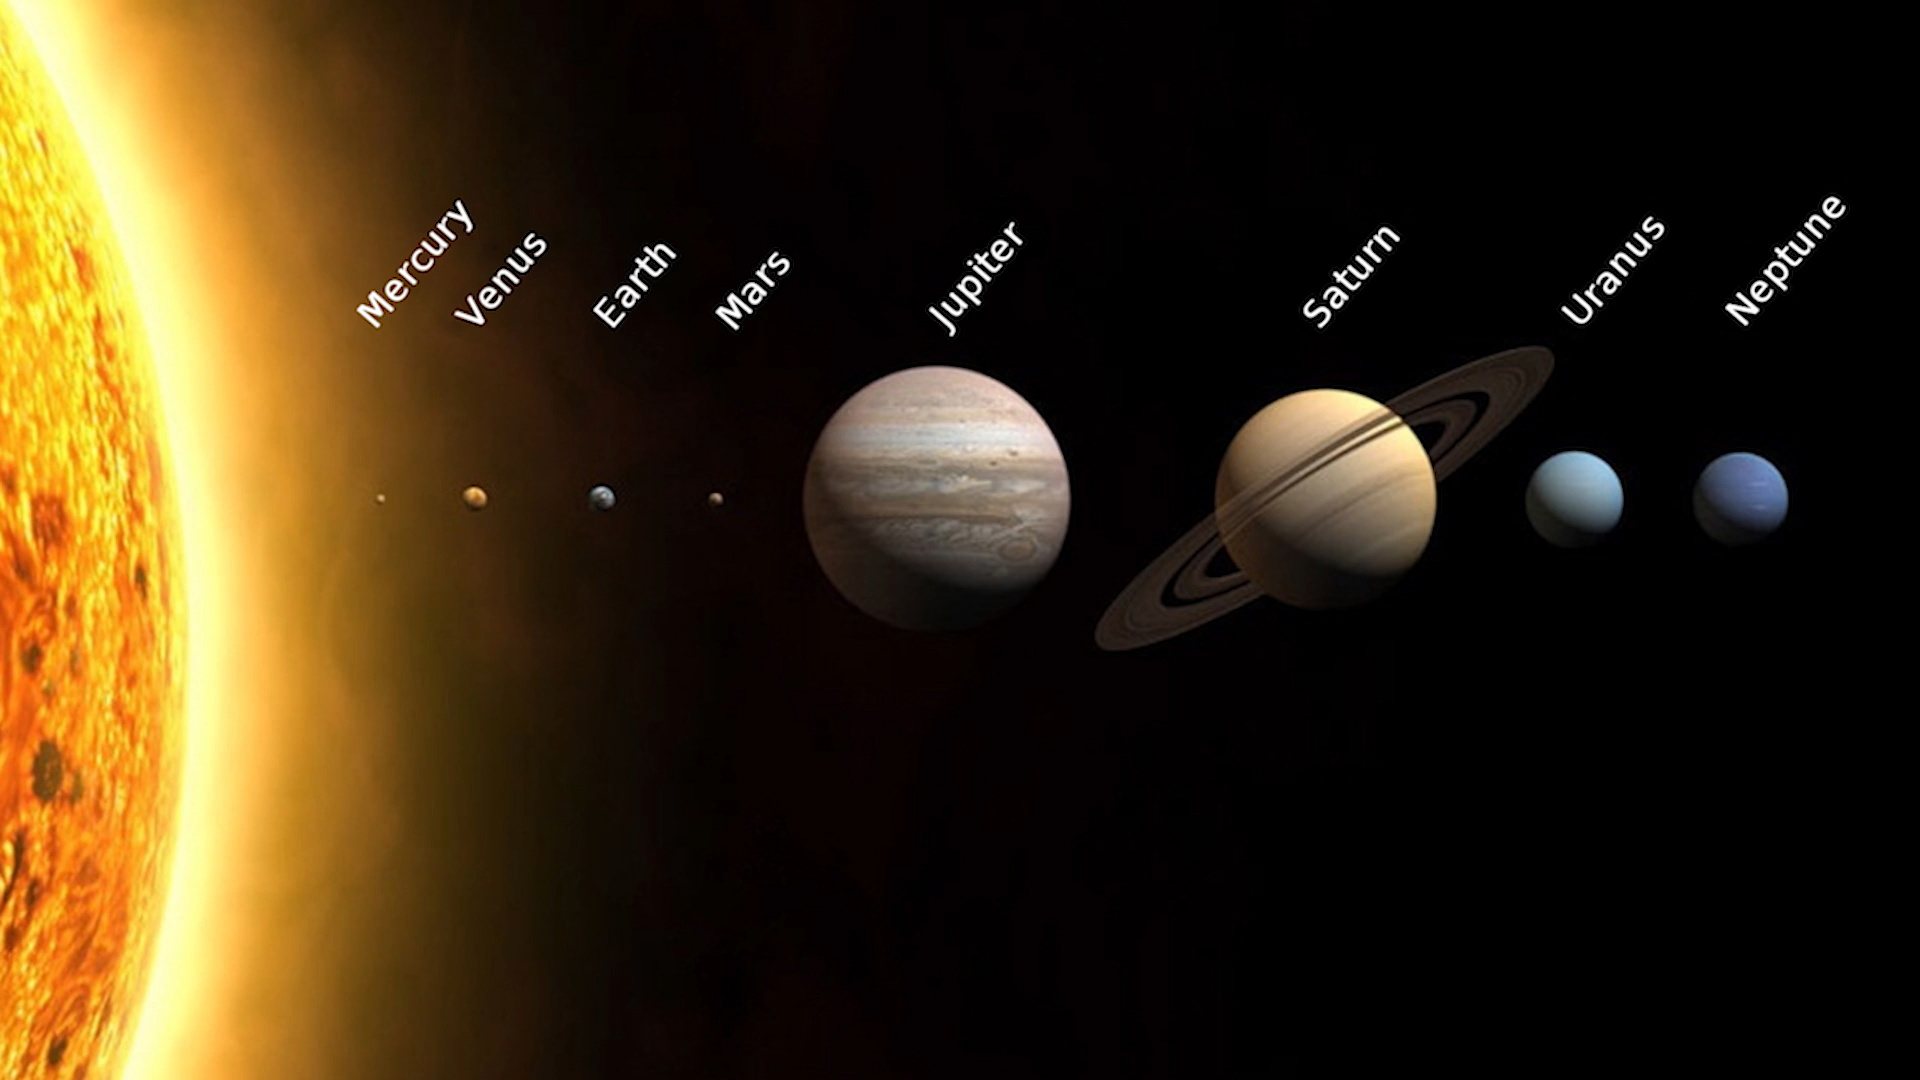 Mercury
Venus
Earth
Mars
Jupiter
Saturn
Uranus
Neptune